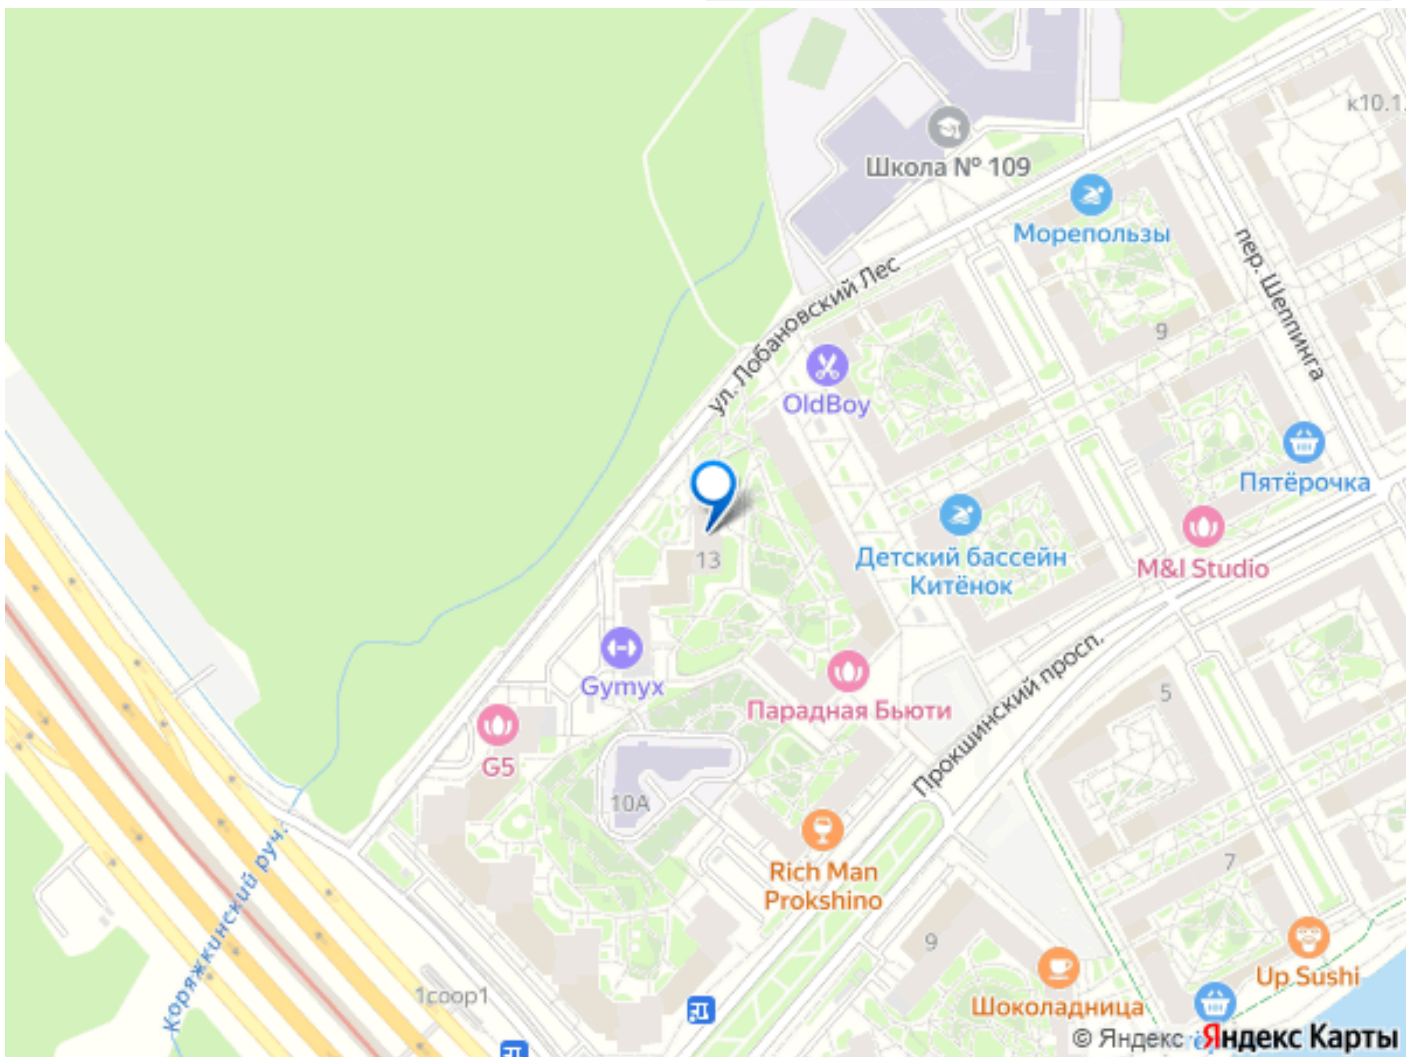 к10.1.
Школа № 109
Морепользы
пер. Шеппинга
ул. Лобановский Лес
9
OldBoy
Пятёрочка
Детский бассейн
Китёнок
M&I Studio
13
Gymyx
Прокшинский просп.
5
Парадная Бьюти
G5
10А
Rich Man
Prokshino
7
Коряжкинский руч.
9
Up Sushi
1соор1
Шоколадница
© Яндекс
Яндекс Карты